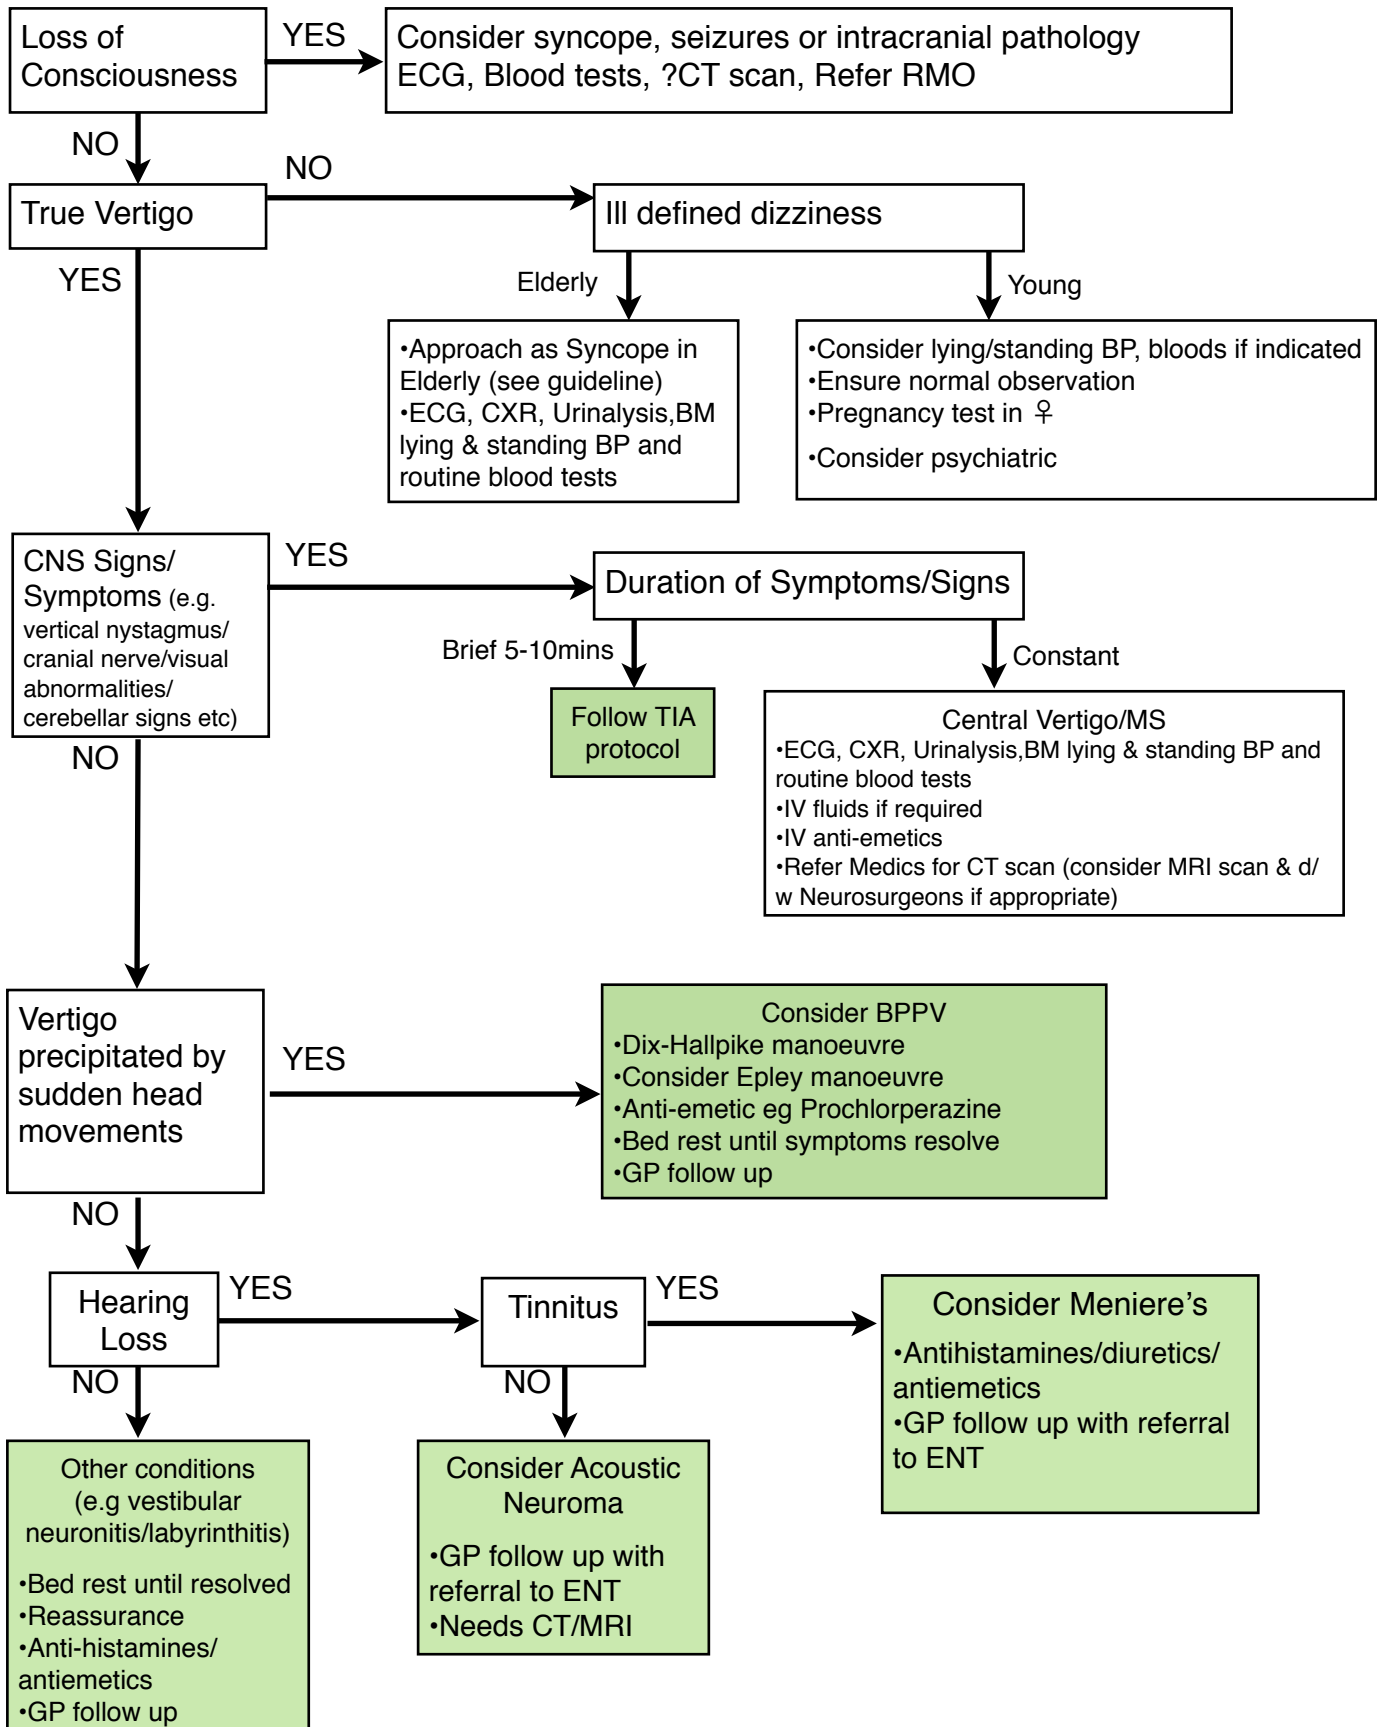 Loss of
Consciousness
YES
Consider syncope, seizures or intracranial pathology
ECG, Blood tests, ?CT scan, Refer RMO
NO
True Vertigo
NO
Ill defined dizziness
YES
Elderly
Young
•Approach as Syncope in
Elderly (see guideline)
•ECG, CXR, Urinalysis,BM
lying & standing BP and
routine blood tests
•Consider lying/standing BP, bloods if indicated
•Ensure normal observation
•Pregnancy test in ♀
•Consider psychiatric
CNS Signs/
Symptoms (e.g.
vertical nystagmus/
cranial nerve/visual
abnormalities/
cerebellar signs etc)
YES
Duration of Symptoms/Signs
Brief 5-10mins
Constant
Follow TIA
protocol
Central Vertigo/MS
•ECG, CXR, Urinalysis,BM lying & standing BP and
routine blood tests
•IV fluids if required
•IV anti-emetics
•Refer Medics for CT scan (consider MRI scan & d/
w Neurosurgeons if appropriate)
NO
Vertigo
precipitated by
sudden head
movements
YES
Consider BPPV
•Dix-Hallpike manoeuvre
•Consider Epley manoeuvre
•Anti-emetic eg Prochlorperazine
•Bed rest until symptoms resolve
•GP follow up
NO
Hearing
Loss
YES
Tinnitus
YES
Consider Meniere’s
•Antihistamines/diuretics/
antiemetics
•GP follow up with referral
to ENT
NO
NO
Other conditions
(e.g vestibular
neuronitis/labyrinthitis)
•Bed rest until resolved
•Reassurance
•Anti-histamines/
antiemetics
•GP follow up
Consider Acoustic
Neuroma
•GP follow up with
referral to ENT
•Needs CT/MRI